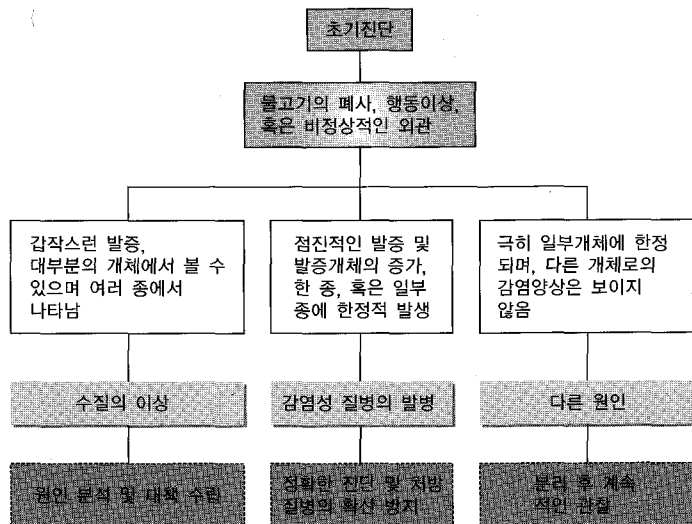 초기진단
물고기의 폐사, 행동이상,
혹은 비정상적인 외관
갑작스런 발증,
대부분의 개체에서 볼 수
있으며 여러 종에서
나타남
점진적인 발증 및
발증개체의 증가,
한 종, 혹은 일부
종에 한정적 발생
극히 일부개체에 한정
되며, 다른 개체로의
감염양상은 보이지
않음
수질의 이상
감염성 질병의 발병
다른 원인
원인 분석 및 대책 수립
정확한 진단 및 처방
질병의 확산 방지
분리 후 계속
적인 관찰